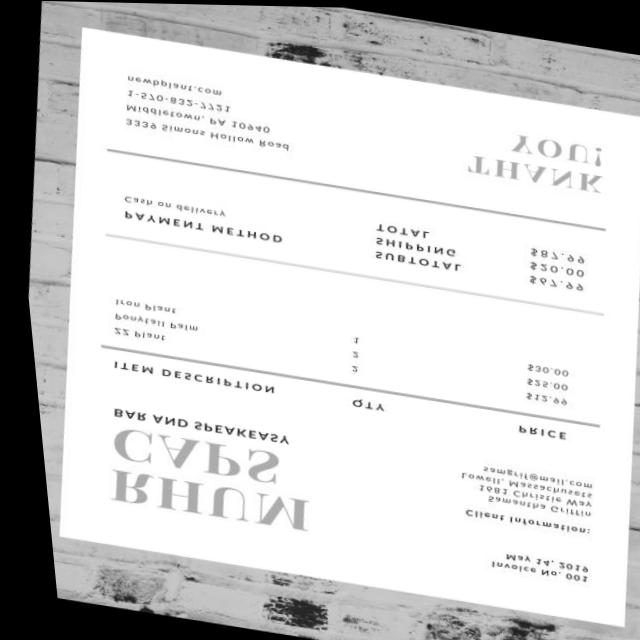 RHUM
CAPS
BAR AND SPEAKEASY
Invoice No. 001
May 14, 2019
Client Information:
Samantha Griffin
1681 Christie Way
Lowell, Massachusets
samgrif@mail.com
ITEM DESCRIPTION QTY PRICE
ZZ Plant 2 $12.99
Ponytail Palm 2 $25.00
Iron Plant 1 $30.00
PAYMENT METHOD
Cash on delivery
SUBTOTAL $67.99
SHIPPING $20.00
TOTAL $87.99
3339 Simons Hollow Road
Middletown, PA 10940
1-570-832-7721
newbplant.com
THANK
YOU!